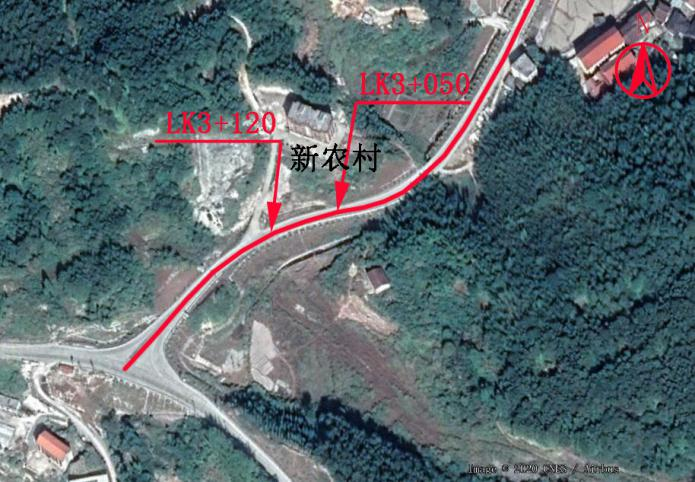 N
LK3+050
LK3+120
新农村
Image © 2020 CNES / Airbus